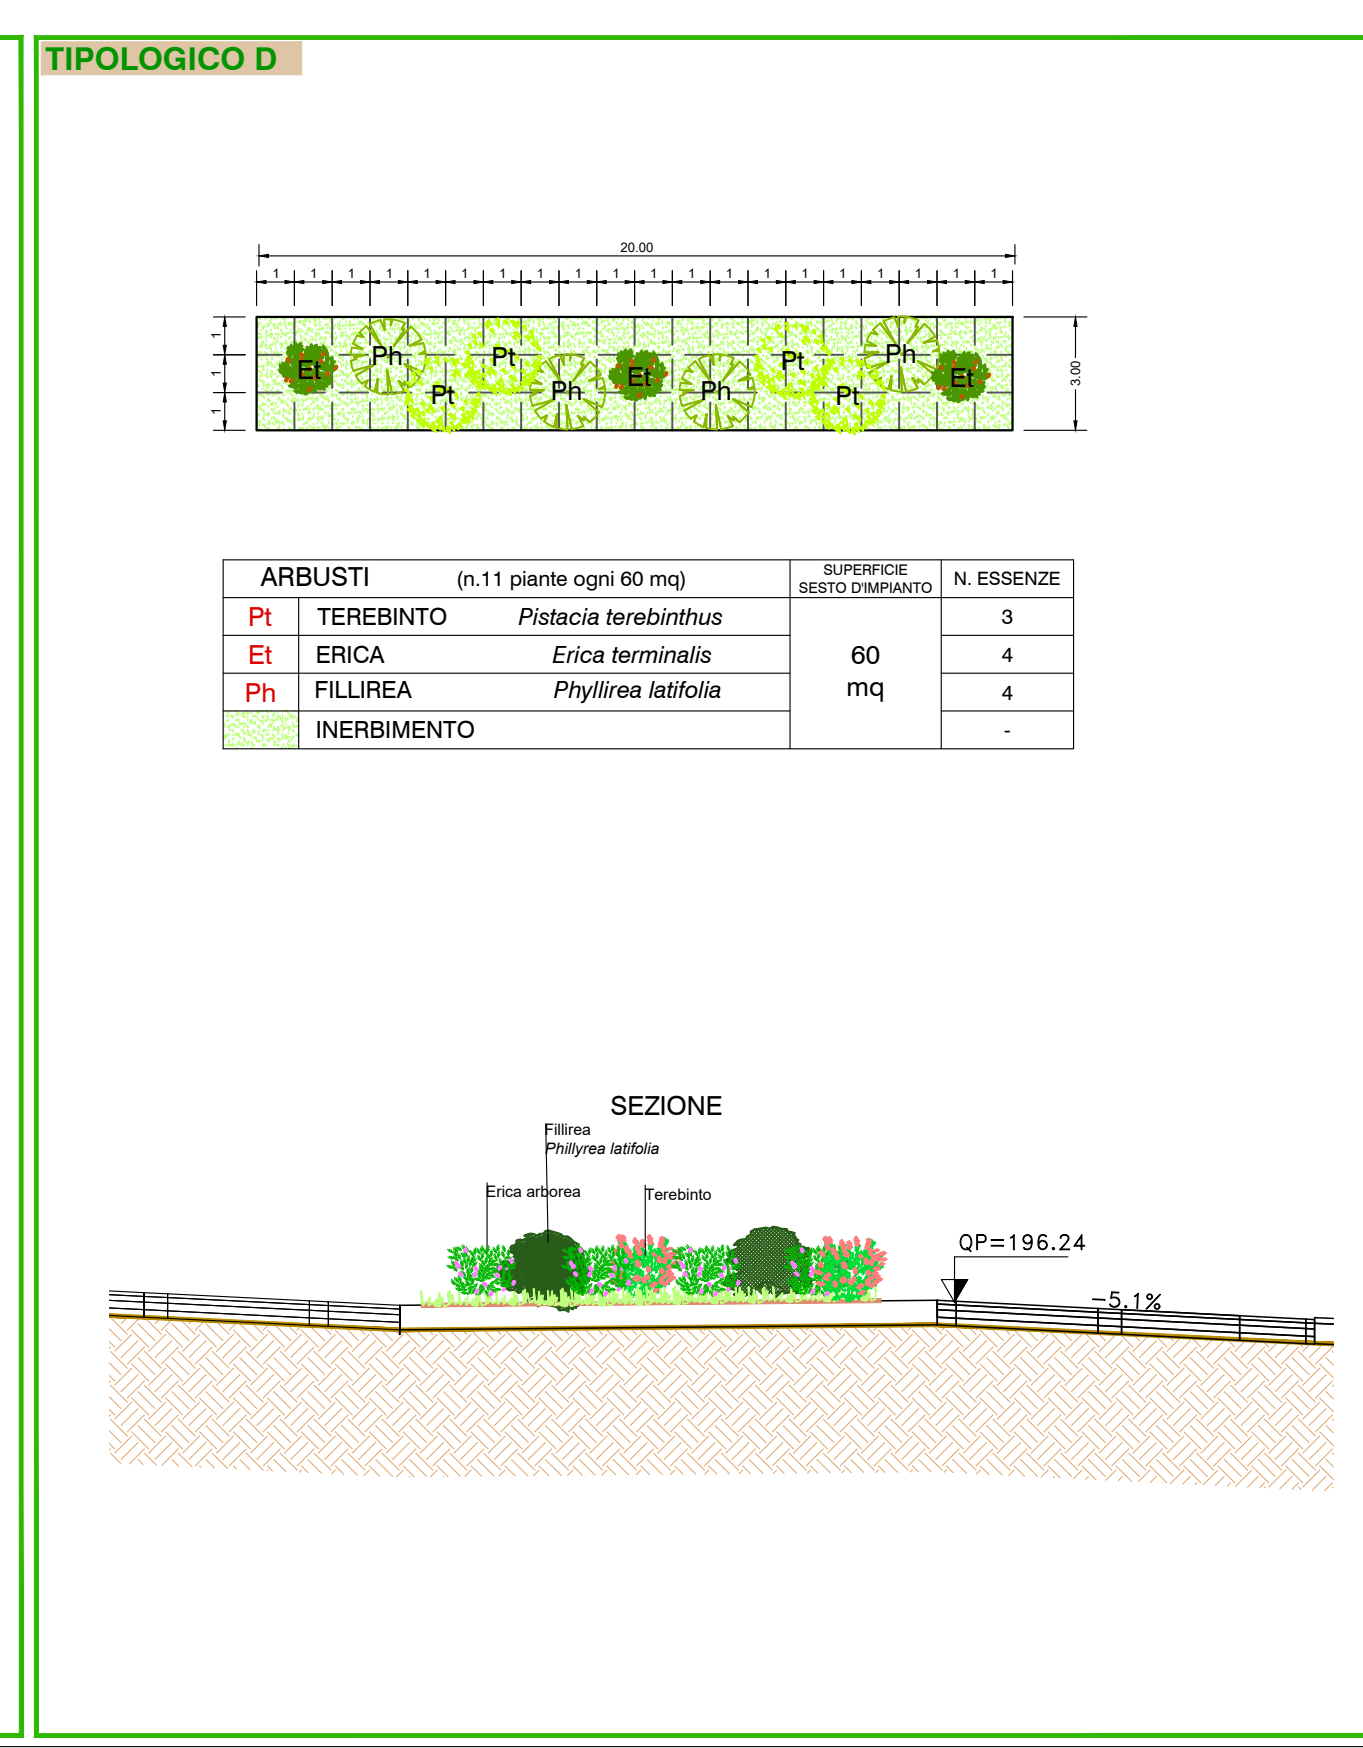 TIPOLOGICO D
20.00
1 1 1 1 1 1 1 1 1 1 1 1 1 1 1 1 1 1 1 1
1
1
1
3.00
Et Ph Pt Pt Ph Et Ph Pt Pt Ph Et
ARBUSTI (n.11 piante ogni 60 mq) SUPERFICIE SESTO D'IMPIANTO N. ESSENZE
Pt TEREBINTO Pistacia terebinthus 3
Et ERICA Erica terminalis 4
60
mq
Ph FILLIREA Phyllirea latifolia 4
INERBIMENTO -
SEZIONE
Fillirea
Phillyrea latifolia
Erica arborea
Terebinto
QP=196.24
-5.1%